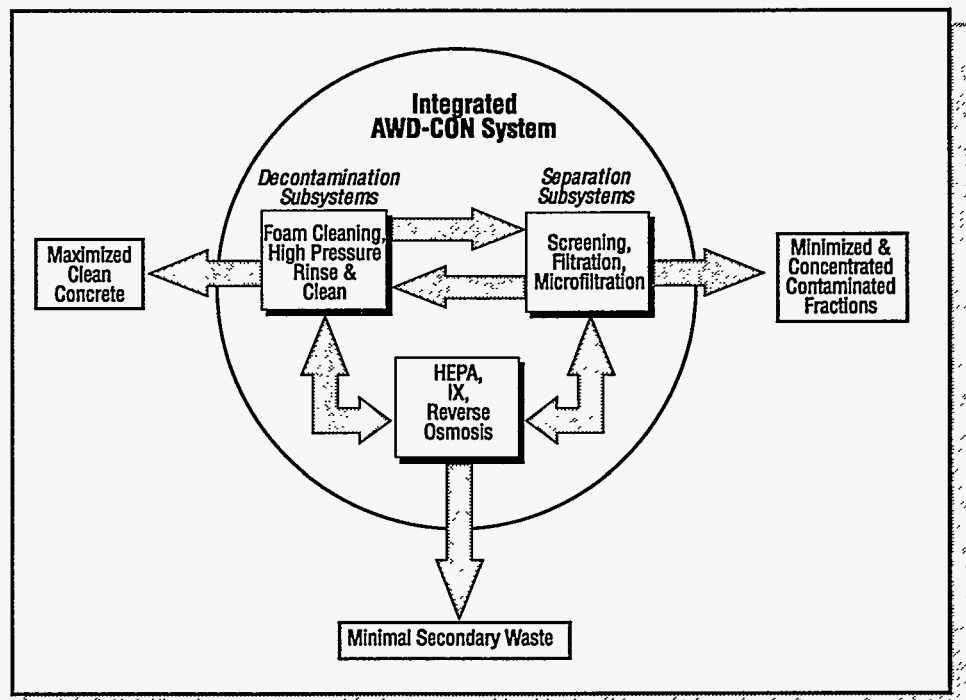 Integrated
AWD-CON System
Decontamination
Subsystems
Separation
Subsystems
Foam Cleaning,
High Pressure
Rinse &
Clean
Screening,
Filtration,
Microfiltration
Maximized
Clean
Concrete
Minimized &
Concentrated
Contaminated
Fractions
HEPA,
IX,
Reverse
Osmosis
Minimal Secondary Waste